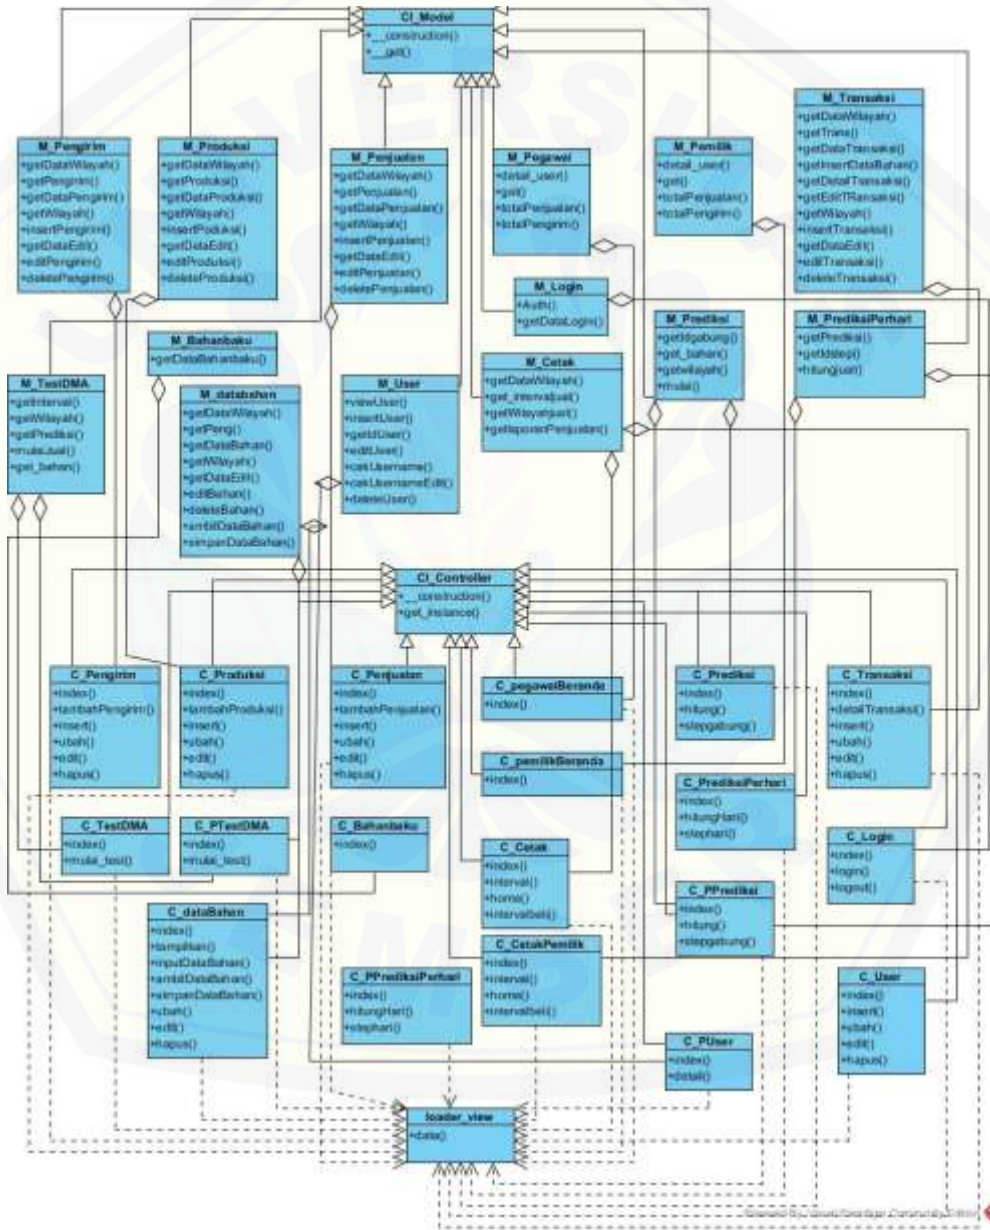 CI_Model
+__construction()
+__get()
M_Transaksi
+getDataWilayah()
+getTrans()
+getDataTransaksi()
+getInsertDataBahan()
+getDetailTransaksi()
+getEditTRansaksi()
+getWilayah()
+insertTransaksi()
+getDataEdit()
+editTransaksi()
+deleteTransaksi()
M_Pengirim
+getDataWilayah()
+getPengirim()
+getDataPengirim()
+getWilayah()
+insertPengirim()
+getDataEdit()
+editPengirim()
+deletePengirim()
M_Produksi
+getDataWilayah()
+getProduksi()
+getDataProduksi()
+getWilayah()
+insertPoduksi()
+getDataEdit()
+editProduksi()
+deleteProduksi()
M_Penjualan
+getDataWilayah()
+getPenjualan()
+getDataPenjualan()
+getWilayah()
+insertPenjualan()
+getDataEdit()
+editPenjualan()
+deletePenjualan()
M_Pegawai
+detail_user()
+get()
+totalPenjualan()
+totalPengirim()
M_Pemilik
+detail_user()
+get()
+totalPenjualan()
+totalPengirim()
M_Login
+Auth()
+getDataLogin()
M_Prediksi
+getIdgabung()
+get_bahan()
+getwilayah()
+mulai()
M_PrediksiPerhari
+getPrediksi()
+getIdstep()
+hitungjual()
M_Bahanbaku
+getDataBahanbaku()
M_TestDMA
+getInterval()
+getWilayah()
+getPrediksi()
+mulaiJual()
+get_bahan()
M_databahan
+getDataWilayah()
+getPeng()
+getDataBahan()
+getWilayah()
+getDataEdit()
+editBahan()
+deleteBahan()
+ambilDataBahan()
+simpanDataBahan()
M_User
+viewUser()
+insertUser()
+getIdUser()
+editUser()
+cekUsername()
+cekUsernameEdit()
+deleteUser()
M_Cetak
+getDataWilayah()
+get_intervaljual()
+getWilayahjual()
+getlaporanPenjualan()
CI_Controller
+__construction()
+get_instance()
C_Pengirim
+index()
+tambahPengirim()
+insert()
+ubah()
+edit()
+hapus()
C_Produksi
+index()
+tambahProduksi()
+insert()
+ubah()
+edit()
+hapus()
C_Penjualan
+index()
+tambahPenjualan()
+insert()
+ubah()
+edit()
+hapus()
C_pegawaiBeranda
+index()
C_Prediksi
+index()
+hitung()
+stepgabung()
C_Transaksi
+index()
+detailTransaksi()
+insert()
+ubah()
+edit()
+hapus()
C_pemilikBeranda
+index()
C_PrediksiPerhari
+index()
+hitungHari()
+stephari()
C_TestDMA
+index()
+mulai_test()
C_PTestDMA
+index()
+mulai_test()
C_Bahanbaku
+index()
C_Cetak
+index()
+interval()
+home()
+intervalbeli()
C_Login
+index()
+login()
+logout()
C_PPrediksi
+index()
+hitung()
+stepgabung()
C_dataBahan
+index()
+tampilkan()
+inputDataBahan()
+ambilDataBahan()
+simpanDataBahan()
+ubah()
+edit()
+hapus()
C_PPrediksiPerhari
+index()
+hitungHari()
+stephari()
C_CetakPemilik
+index()
+interval()
+home()
+intervalbeli()
C_User
+index()
+insert()
+ubah()
+edit()
+hapus()
C_PUser
+index()
+detail()
loader_view
+data()
Powered By Visual Paradigm Community Edition